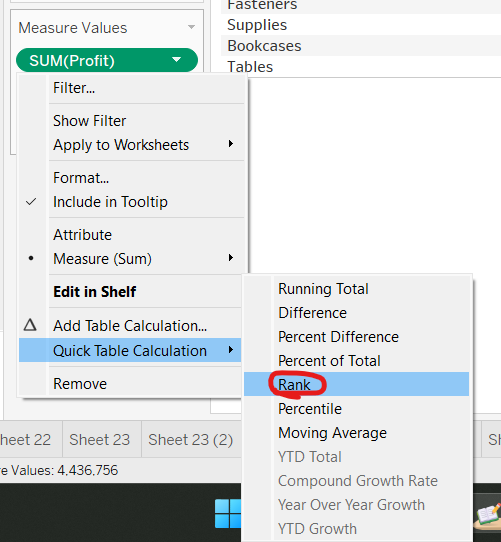 Fasteners
Measure Values
Supplies
Bookcases
SUM(Profit)
Tables
Filter...
Show Filter
Apply to Worksheets
Format...
Include in Tooltip
Attribute
Measure (Sum)
Edit in Shelf
Add Table Calculation...
Quick Table Calculation
Remove
Running Total
Difference
Percent Difference
Percent of Total
Rank
Percentile
Moving Average
YTD Total
Compound Growth Rate
Year Over Year Growth
YTD Growth
heet 22 Sheet 23 Sheet 23 (2) Sh
re Values: 4,436,756